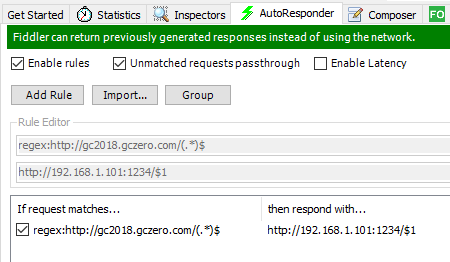 Get Started Statistics Inspectors AutoResponder Composer FO
Fiddler can return previously generated responses instead of using the network.
Enable rules Unmatched requests passthrough Enable Latency
Add Rule Import... Group
Rule Editor
regex:http://gc2018.gczero.com/(.*)$
http://192.168.1.101:1234/$1
If request matches... then respond with...
regex:http://gc2018.gczero.com/(.*)$ http://192.168.1.101:1234/$1